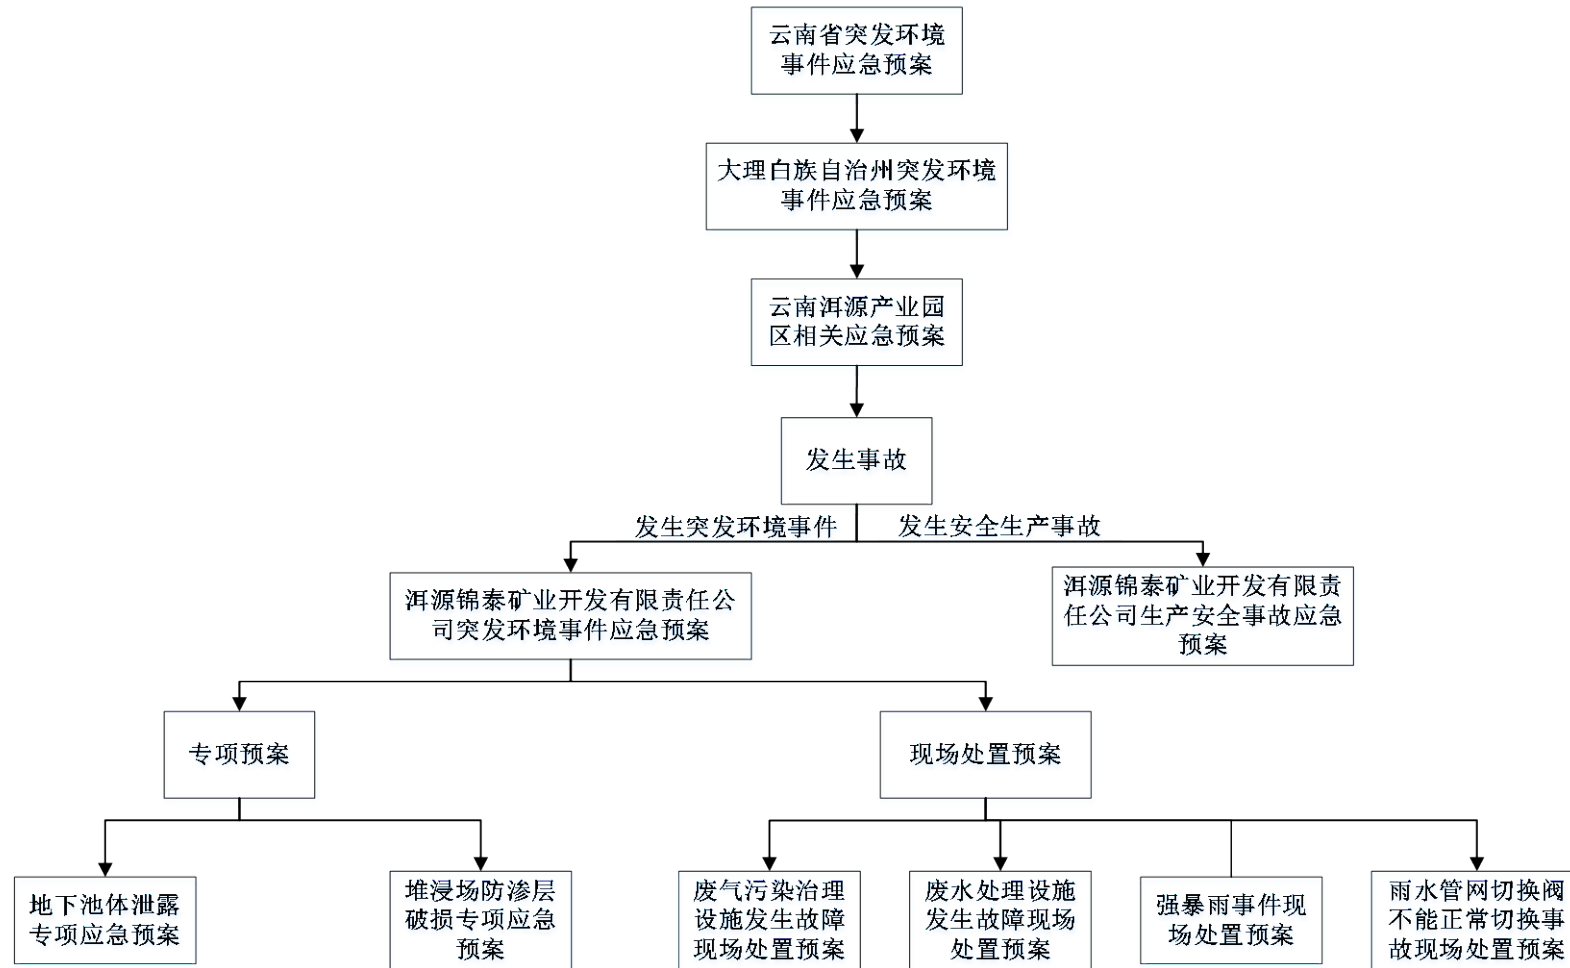 云南省突发环境
事件应急预案
大理白族自治州突发环境
事件应急预案
云南洱源产业园
区相关应急预案
发生事故
发生突发环境事件
发生安全生产事故
洱源锦泰矿业开发有限责任公
司突发环境事件应急预案
洱源锦泰矿业开发有限责
任公司生产安全事故应急
预案
专项预案
现场处置预案
地下池体泄露
专项应急预案
堆浸场防渗层
破损专项应急
预案
废气污染治理
设施发生故障
现场处置预案
废水处理设施
发生故障现场
处置预案
强暴雨事件现
场处置预案
雨水管网切换阀
不能正常切换事
故现场处置预案